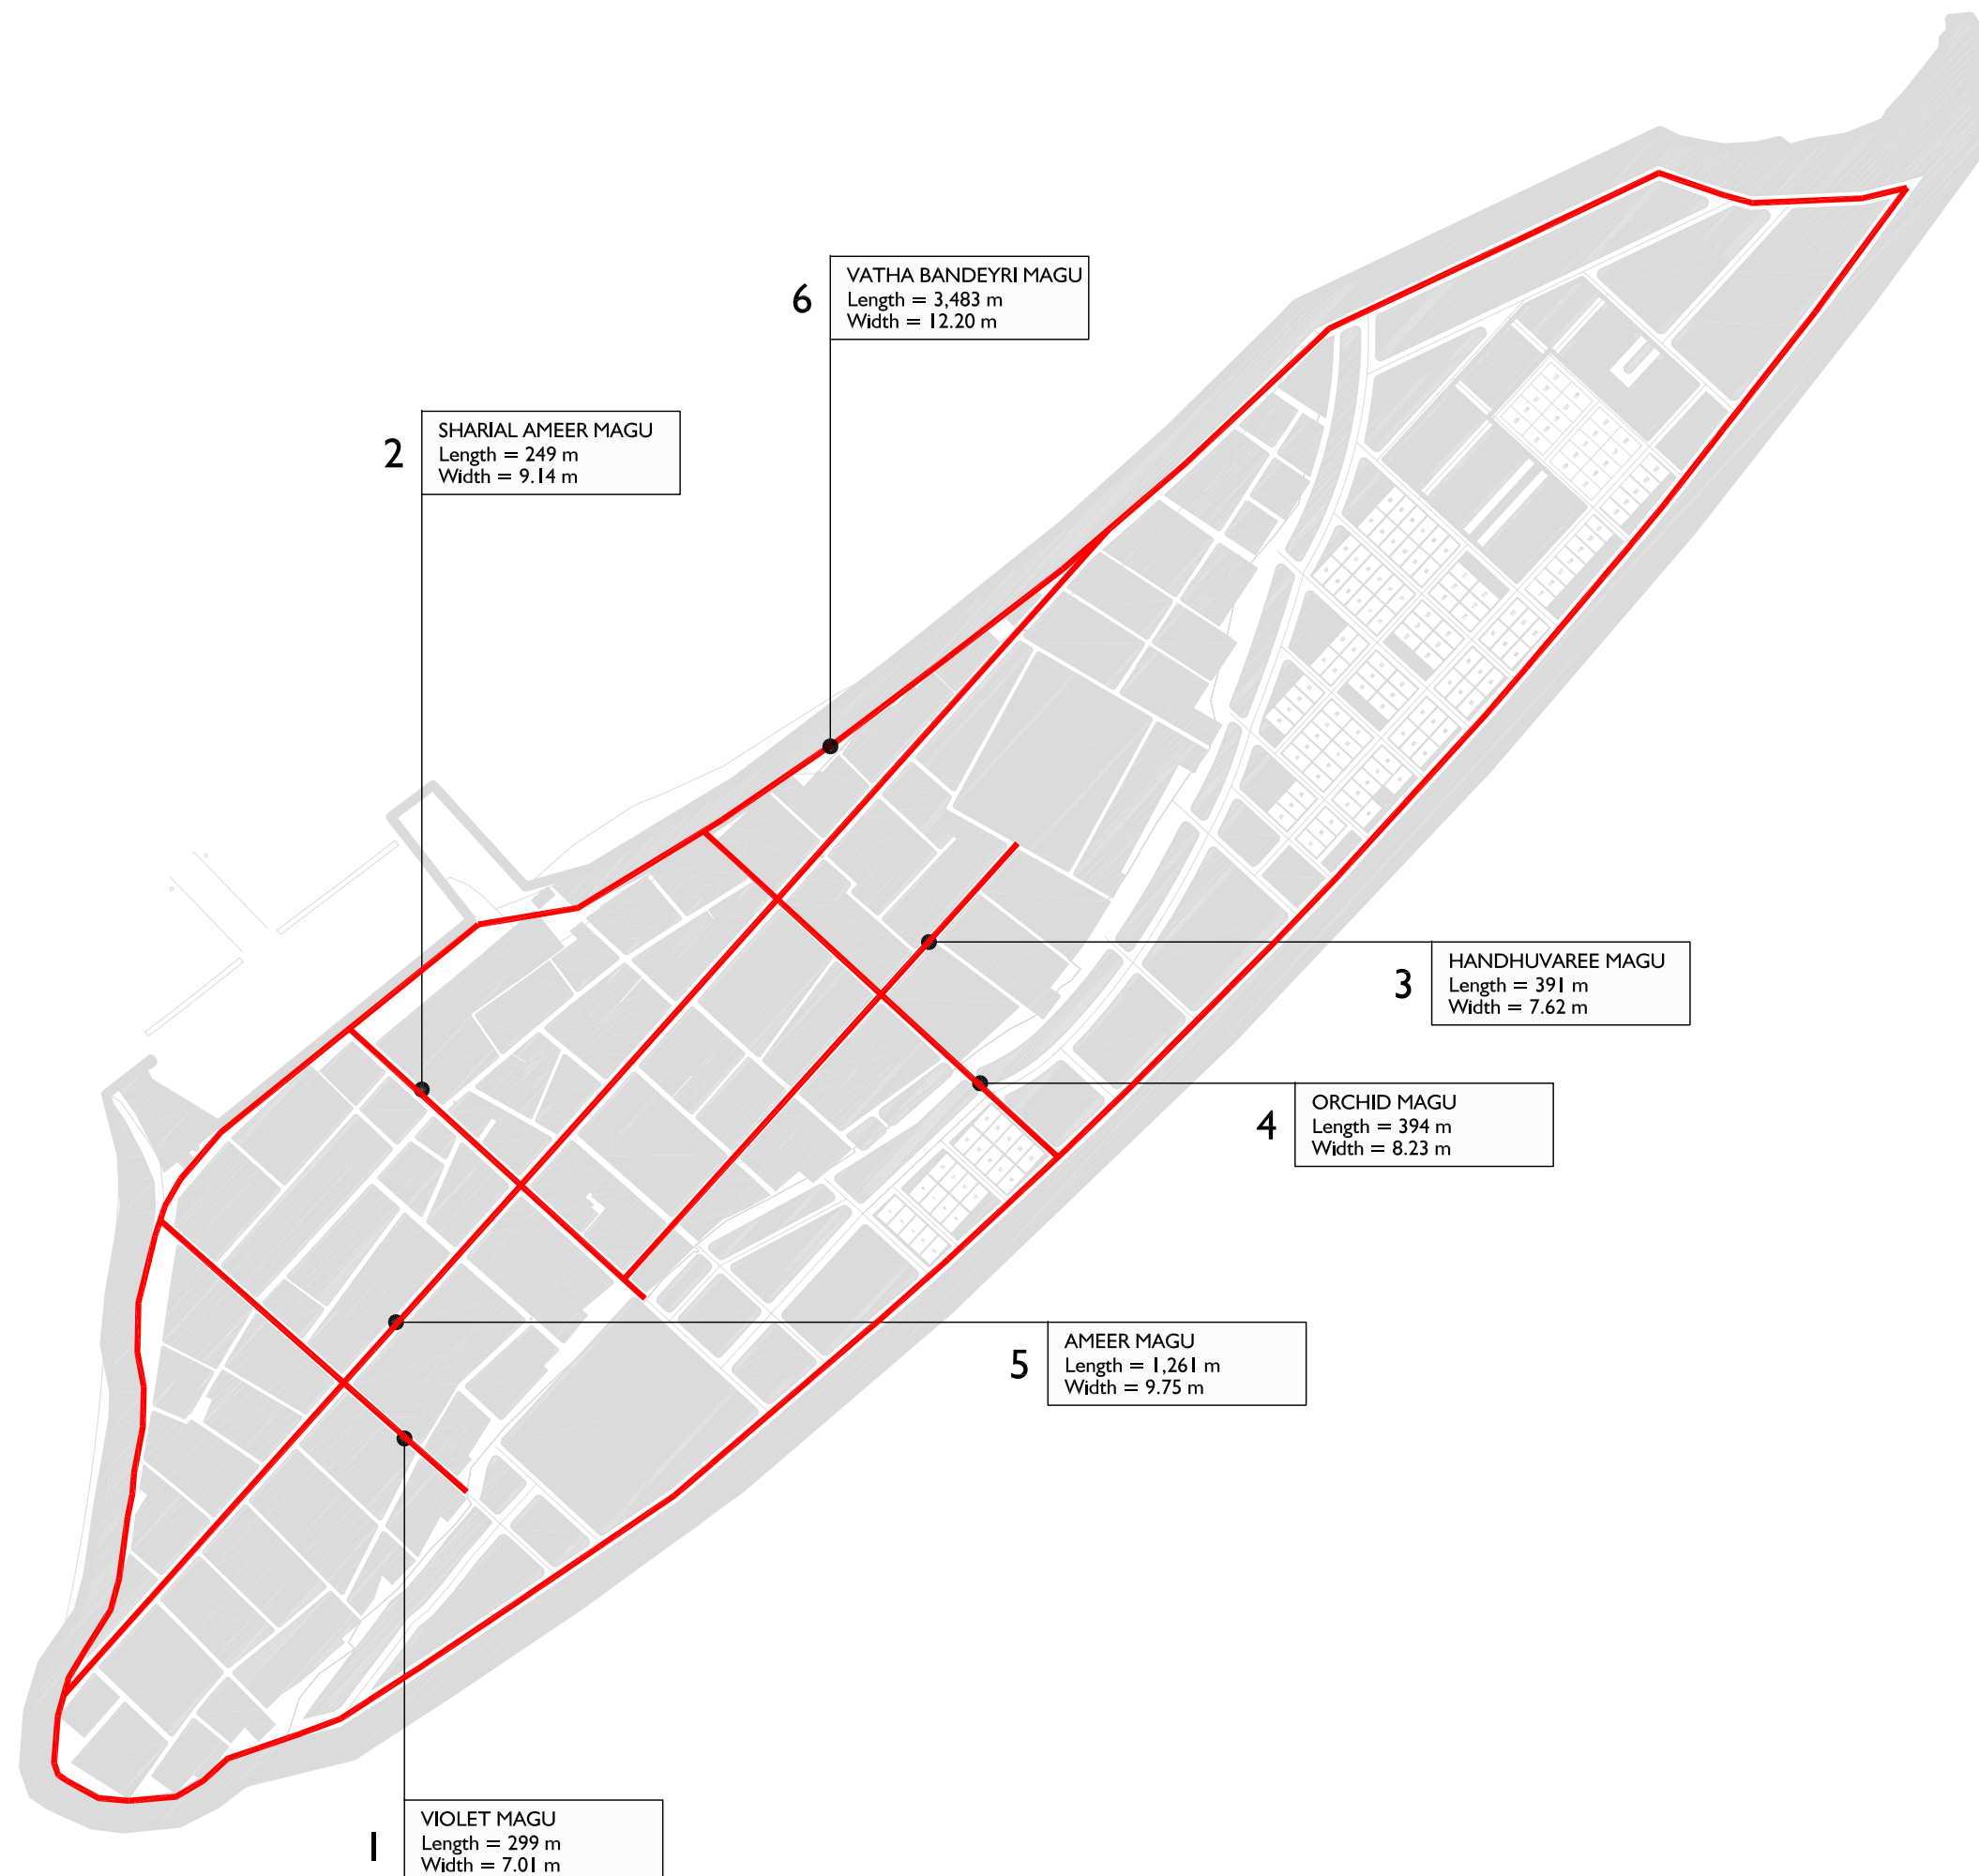 6
VATHA BANDEYRI MAGU
Length = 3,483 m
Width = 12.20 m
2
SHARIAL AMEER MAGU
Length = 249 m
Width = 9.14 m
3
HANDHUVAREE MAGU
Length = 391 m
Width = 7.62 m
4
ORCHID MAGU
Length = 394 m
Width = 8.23 m
5
AMEER MAGU
Length = 1,261 m
Width = 9.75 m
1
VIOLET MAGU
Length = 299 m
Width = 7.01 m